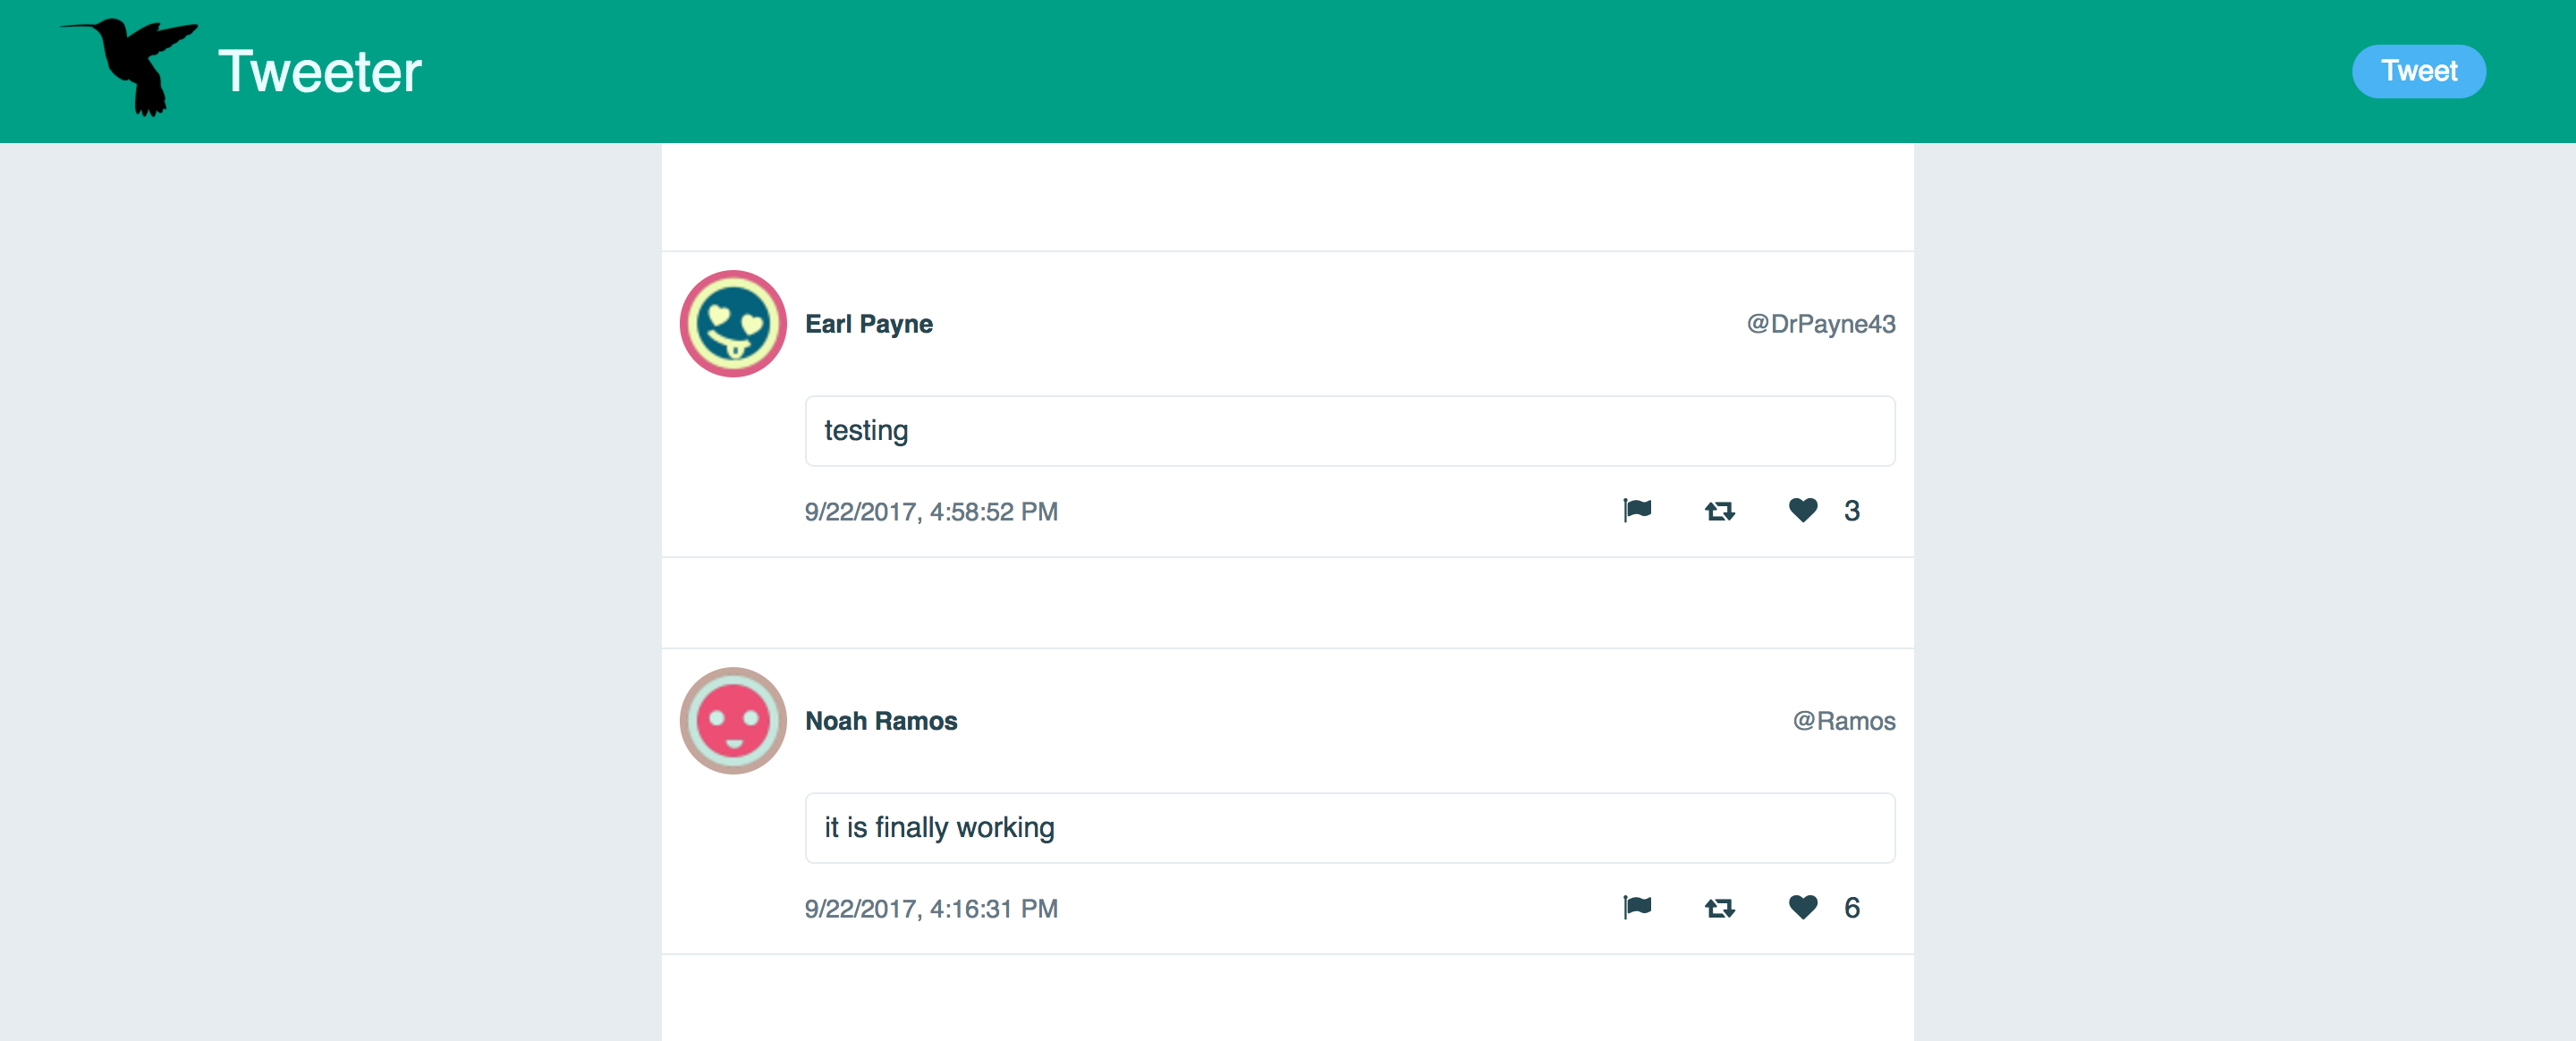 Tweeter
Tweet
Earl Payne @DrPayne43
testing
9/22/2017, 4:58:52 PM 3
Noah Ramos @Ramos
it is finally working
9/22/2017, 4:16:31 PM 6